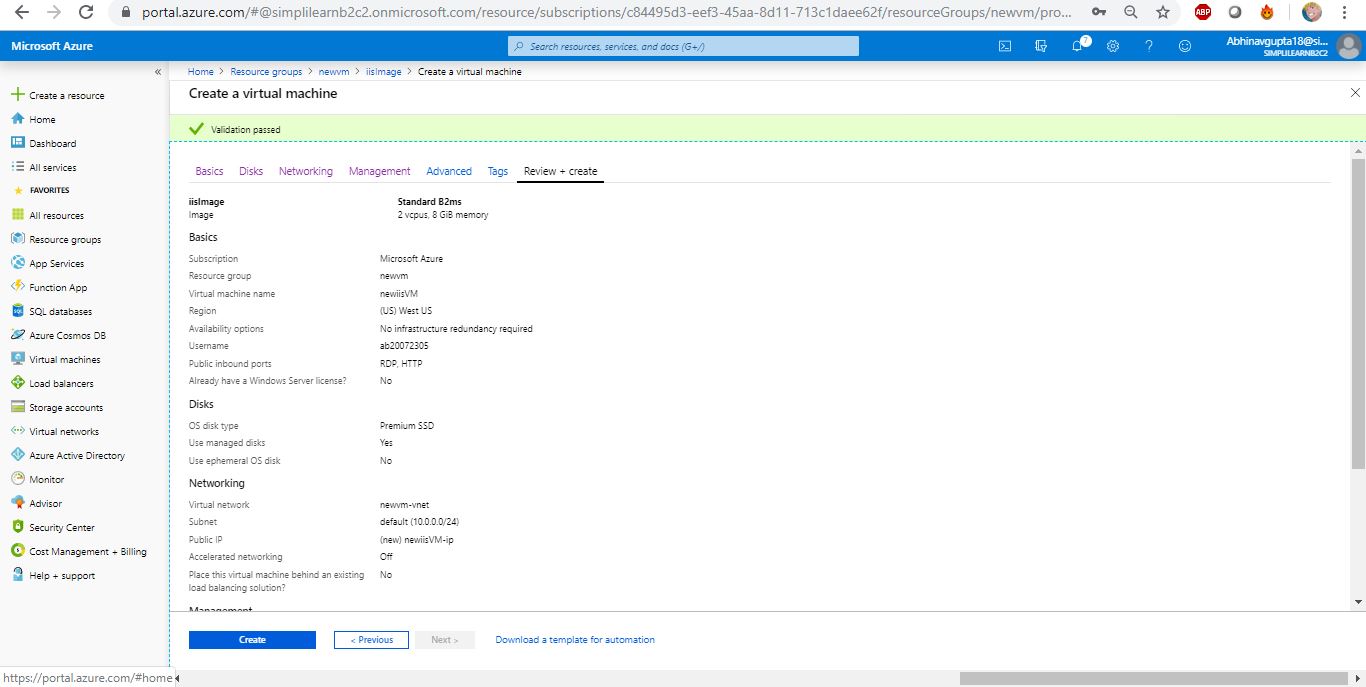 portal.azure.com/#@simplilearnb2c2.onmicrosoft.com/resource/subscriptions/c84495d3-eef3-45aa-8d11-713c1daee62f/resourceGroups/newvm/pro...
ABP
Microsoft Azure
Search resources, services, and docs (G+/)
7
Abhinavgupta18@si...
SIMPLILEARNB2C2
Home > Resource groups > newvm > iisImage > Create a virtual machine
Create a virtual machine
Validation passed
Create a resource
Home
Dashboard
All services
FAVORITES
All resources
Resource groups
App Services
Function App
SQL databases
Azure Cosmos DB
Virtual machines
Load balancers
Storage accounts
Virtual networks
Azure Active Directory
Monitor
Advisor
Security Center
Cost Management + Billing
Help + support
Basics Disks Networking Management Advanced Tags Review + create
iisImage Standard B2ms
Image 2 vcpus, 8 GiB memory
Basics
Subscription Microsoft Azure
Resource group newvm
Virtual machine name newiisVM
Region (US) West US
Availability options No infrastructure redundancy required
Username ab20072305
Public inbound ports RDP, HTTP
Already have a Windows Server license? No
Disks
OS disk type Premium SSD
Use managed disks Yes
Use ephemeral OS disk No
Networking
Virtual network newvm-vnet
Subnet default (10.0.0.0/24)
Public IP (new) newiisVM-ip
Accelerated networking Off
Place this virtual machine behind an existing No
load balancing solution?
Management
Create < Previous Next > Download a template for automation
https://portal.azure.com/#home